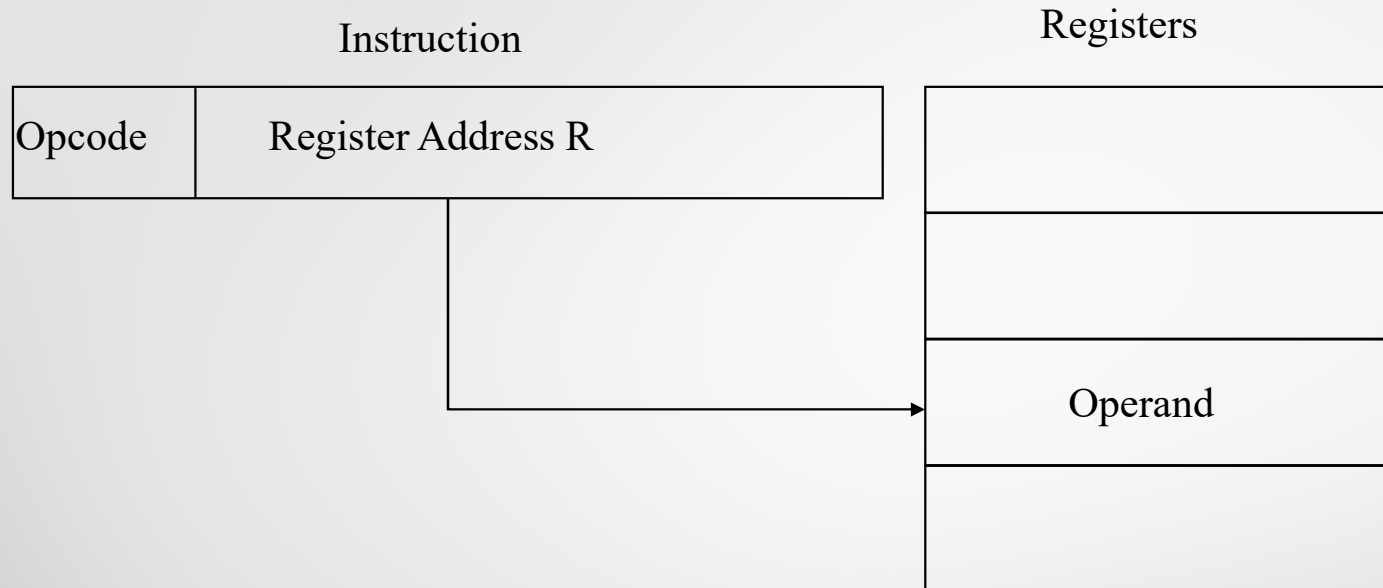 Instruction
Registers
Opcode
Register Address R
Operand